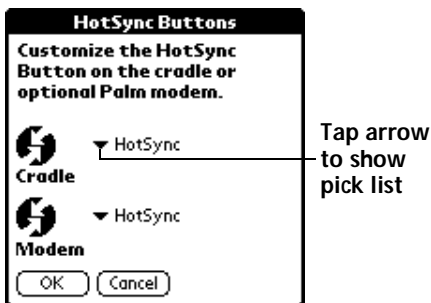 HotSync Buttons
Customize the HotSync
Button on the cradle or
optional Palm modem.
HotSync
Cradle
HotSync
Modem
OK Cancel
Tap arrow
to show
pick list